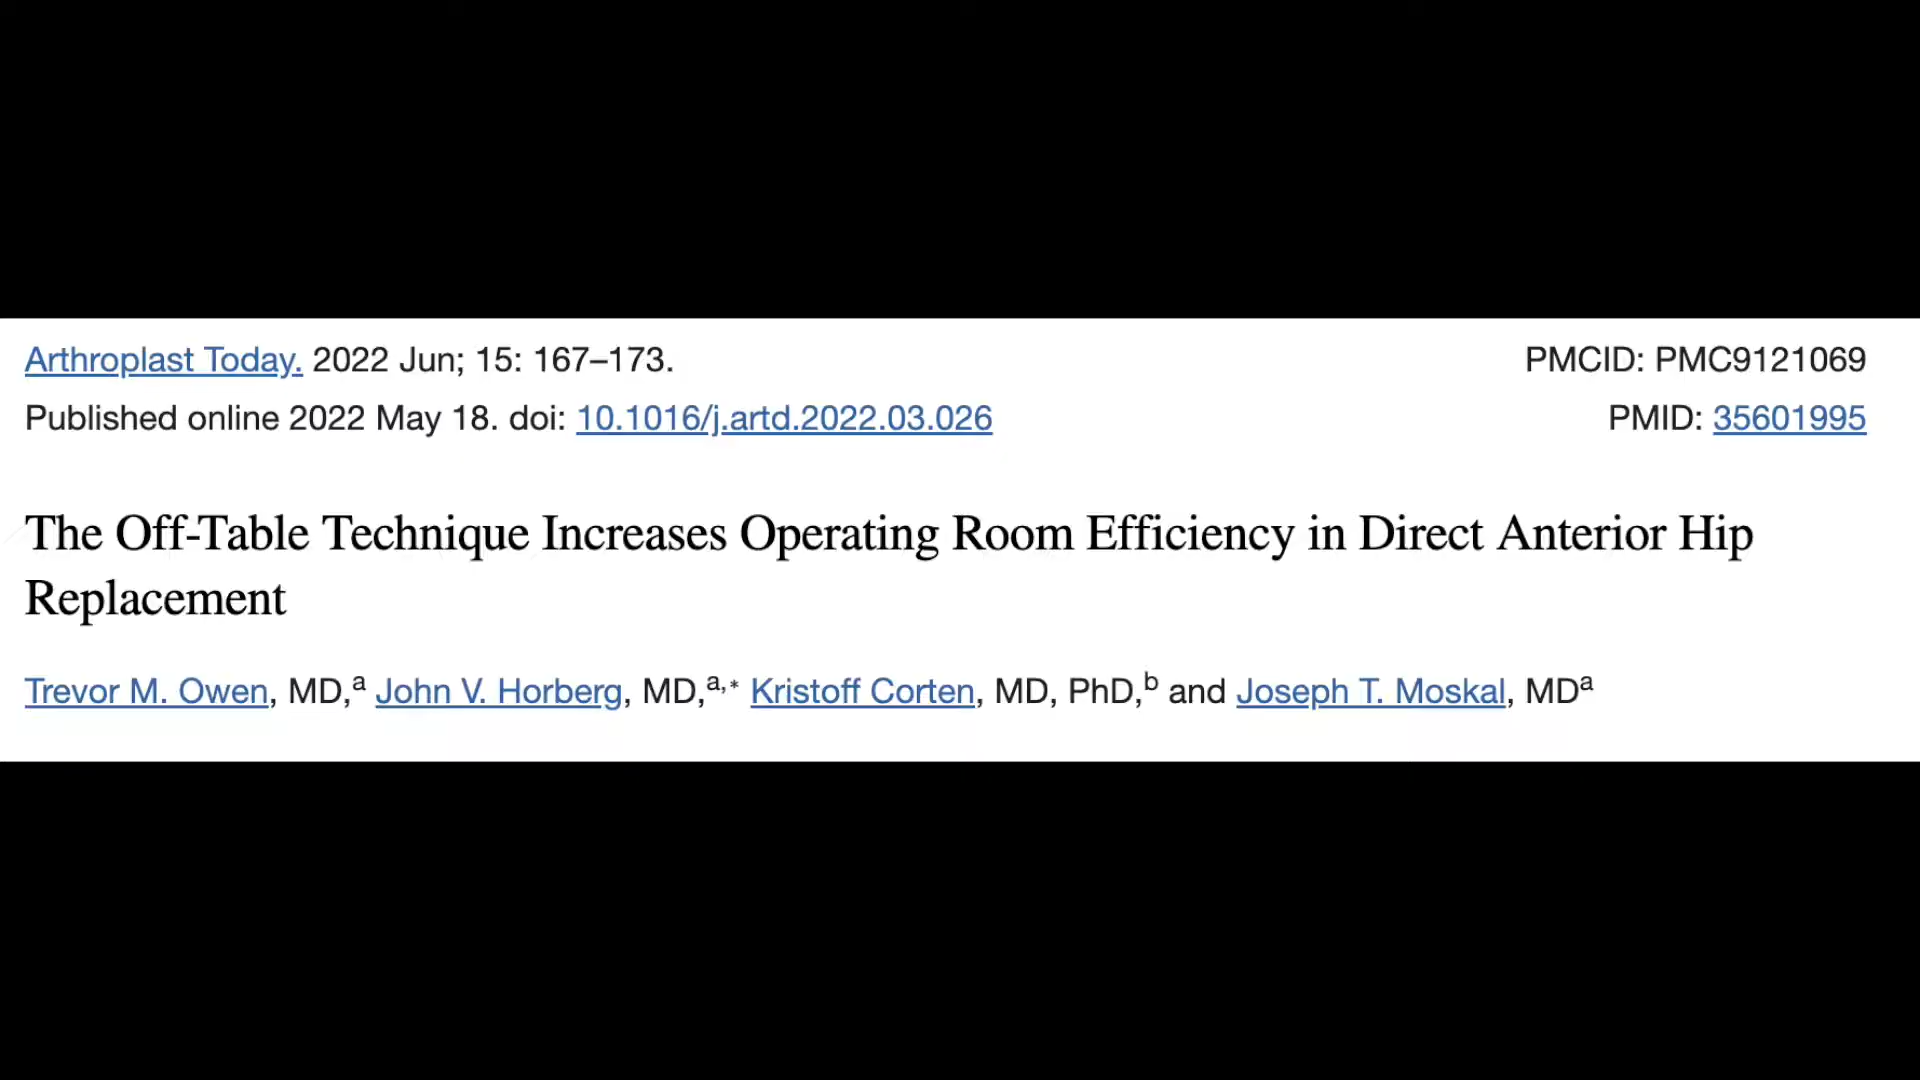 Arthroplast Today. 2022 Jun; 15: 167–173.
PMCID: PMC9121069
Published online 2022 May 18. doi: 10.1016/j.artd.2022.03.026
PMID: 35601995
The Off-Table Technique Increases Operating Room Efficiency in Direct Anterior Hip
Replacement
Trevor M. Owen, MD,a John V. Horberg, MD,a,* Kristoff Corten, MD, PhD,b and Joseph T. Moskal, MDa